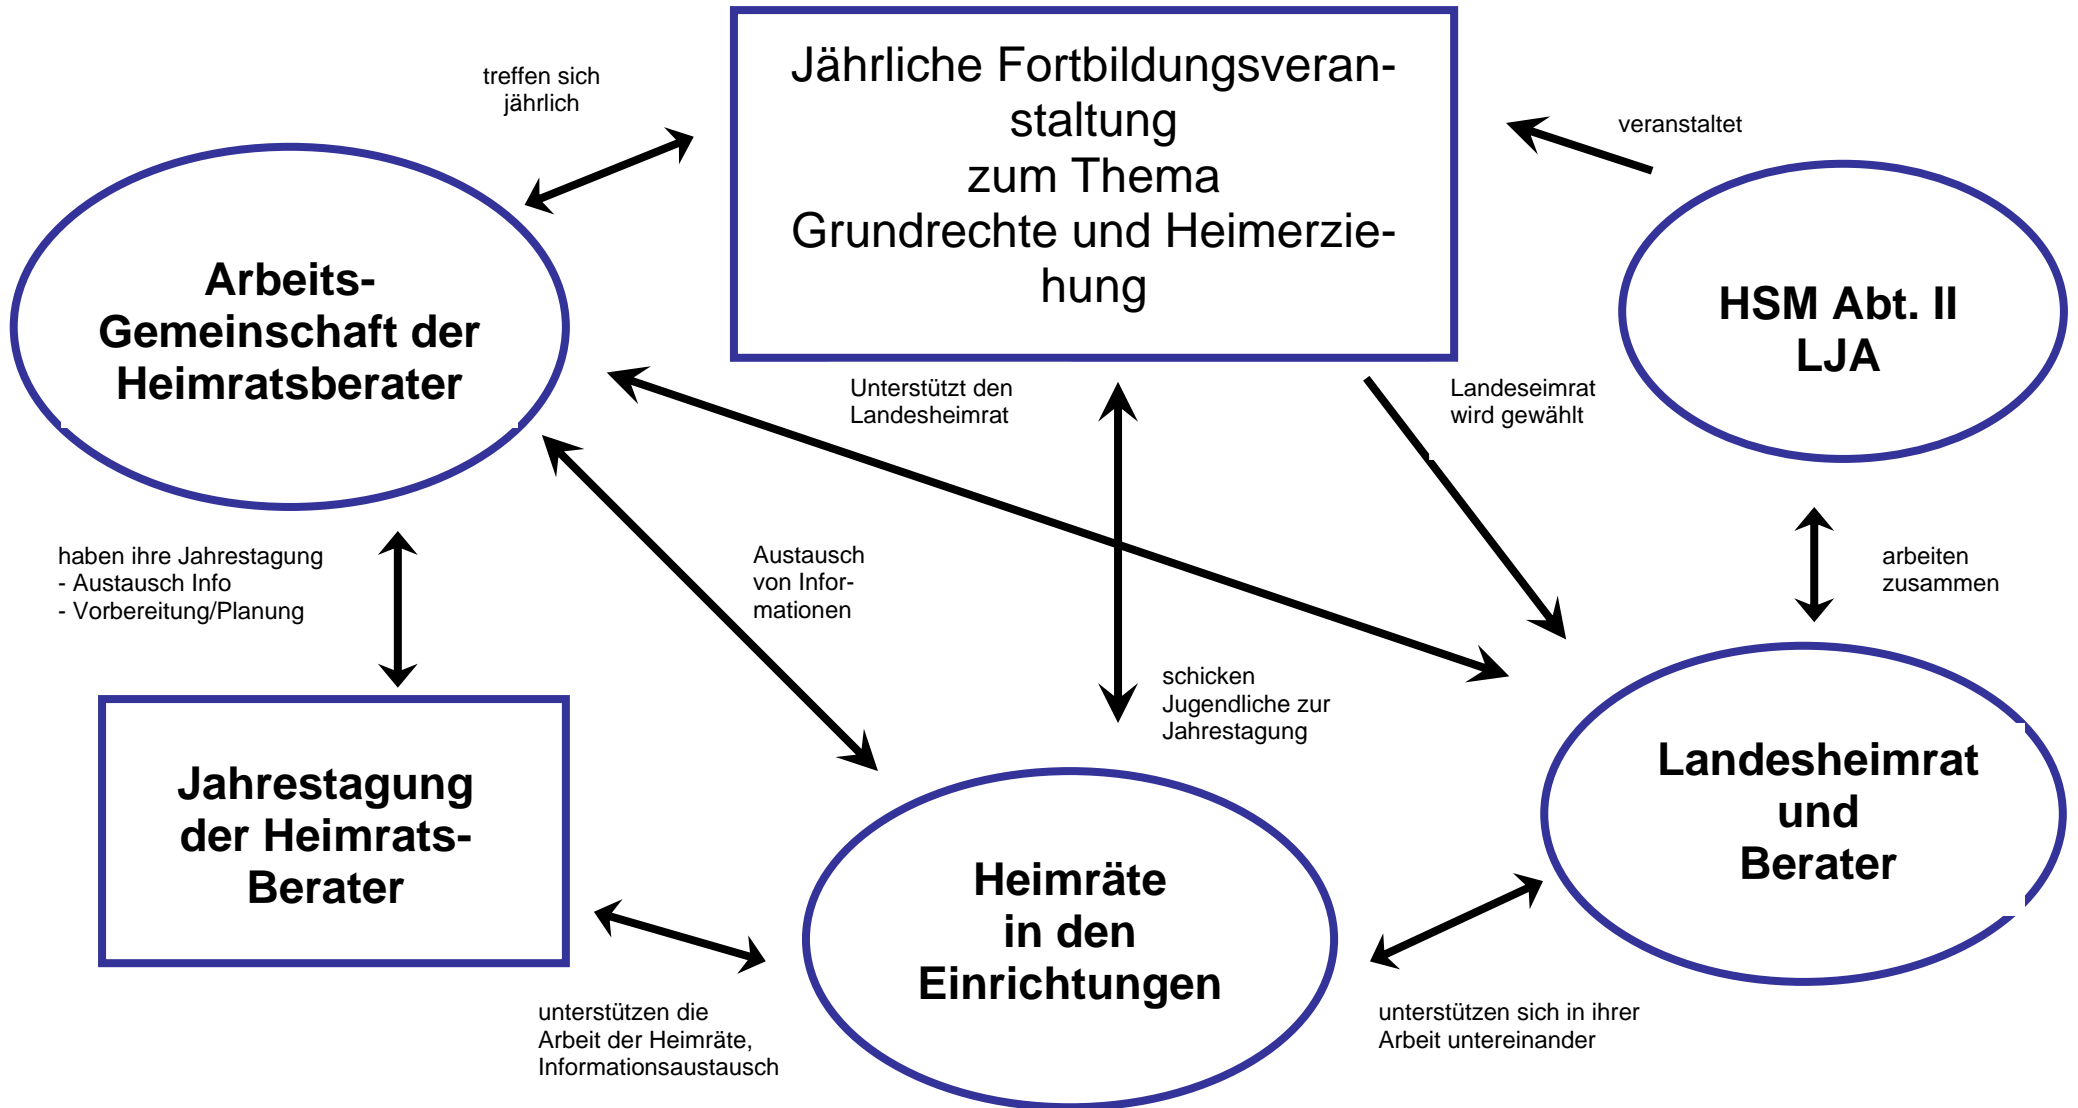 treffen sich
jährlich
Jährliche Fortbildungsveran-
staltung
zum Thema
Grundrechte und Heimerzie-
hung
veranstaltet
Arbeits-
Gemeinschaft der
Heimratsberater
HSM Abt. II
LJA
Unterstützt den
Landesheimrat
Landeseimrat
wird gewählt
haben ihre Jahrestagung
- Austausch Info
- Vorbereitung/Planung
Austausch
von Infor-
mationen
arbeiten
zusammen
schicken
Jugendliche zur
Jahrestagung
Jahrestagung
der Heimrats-
Berater
Landesheimrat
und
Berater
Heimräte
in den
Einrichtungen
unterstützen die
Arbeit der Heimräte,
Informationsaustausch
unterstützen sich in ihrer
Arbeit untereinander